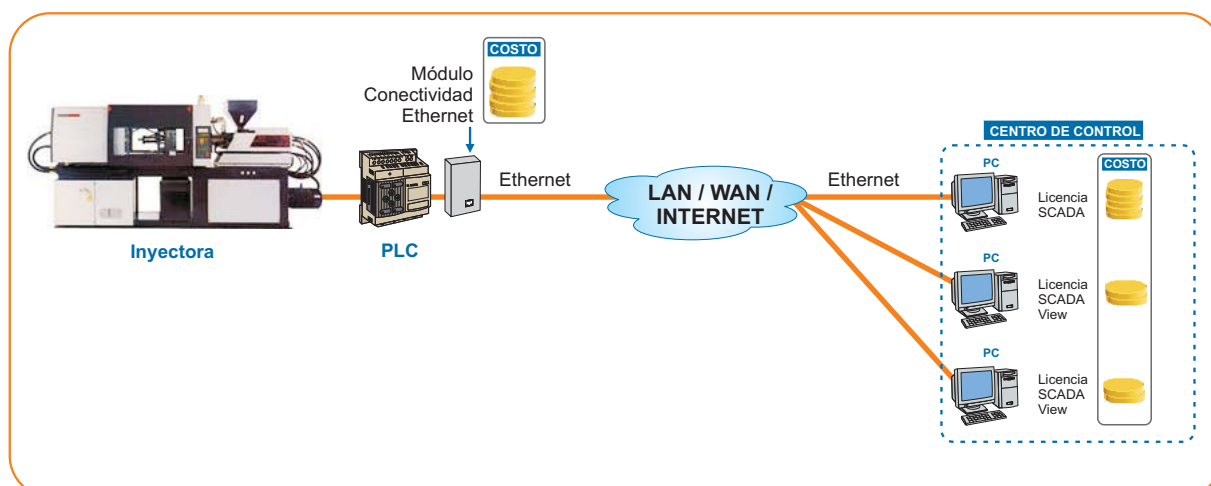 COSTO
Módulo
Conectividad
Ethernet
Inyectora
PLC
Ethernet
LAN / WAN /
INTERNET
Ethernet
CENTRO DE CONTROL
COSTO
PC
Licencia
SCADA
PC
Licencia
SCADA
View
PC
Licencia
SCADA
View